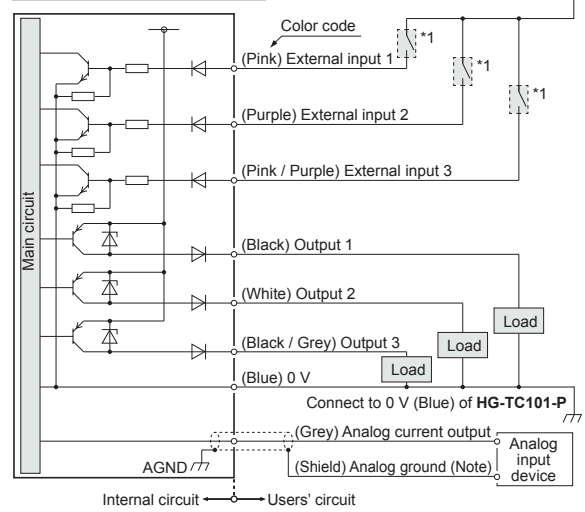 Color code
(Pink) External input 1
*1
*1
*1
(Purple) External input 2
(Pink / Purple) External input 3
Main circuit
(Black) Output 1
(White) Output 2
Load
(Black / Grey) Output 3
Load
Load
(Blue) 0 V
Connect to 0 V (Blue) of HG-TC101-P
(Grey) Analog current output
Analog
input
device
AGND
(Shield) Analog ground (Note)
Internal circuit
Users' circuit